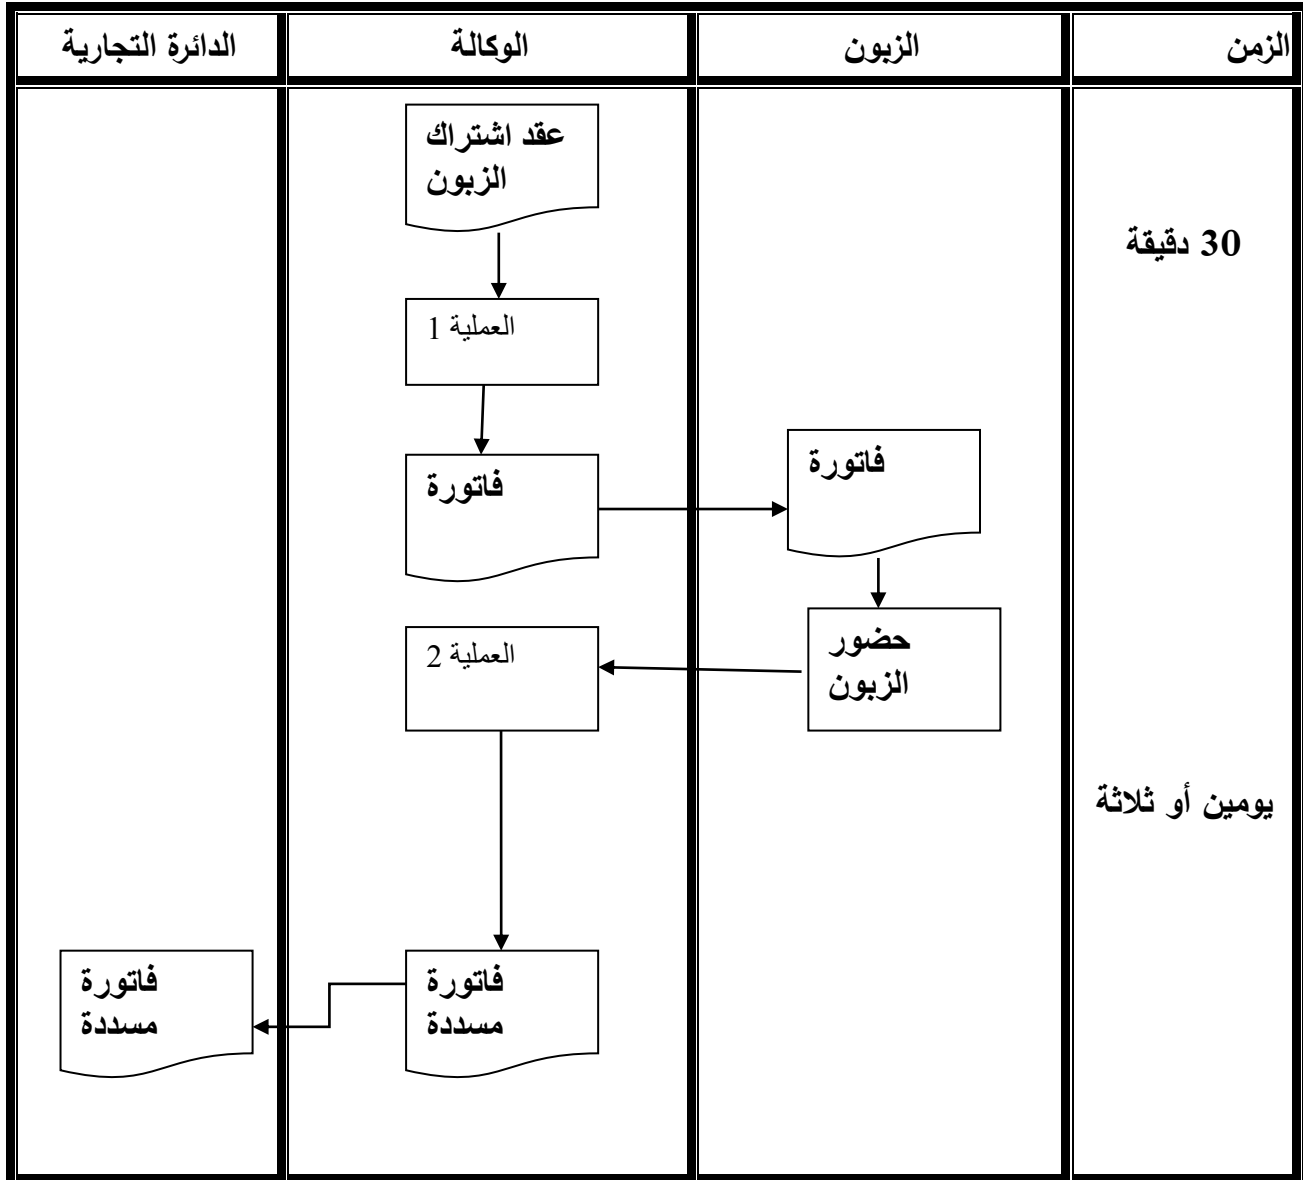 الزمن
الزبون
الوكالة
الدائرة التجارية
عقد اشتراك
الزبون
30 دقيقة
العملية 1
فاتورة
فاتورة
حضور
الزبون
العملية 2
يومين أو ثلاثة
فاتورة
مسددة
فاتورة
مسددة